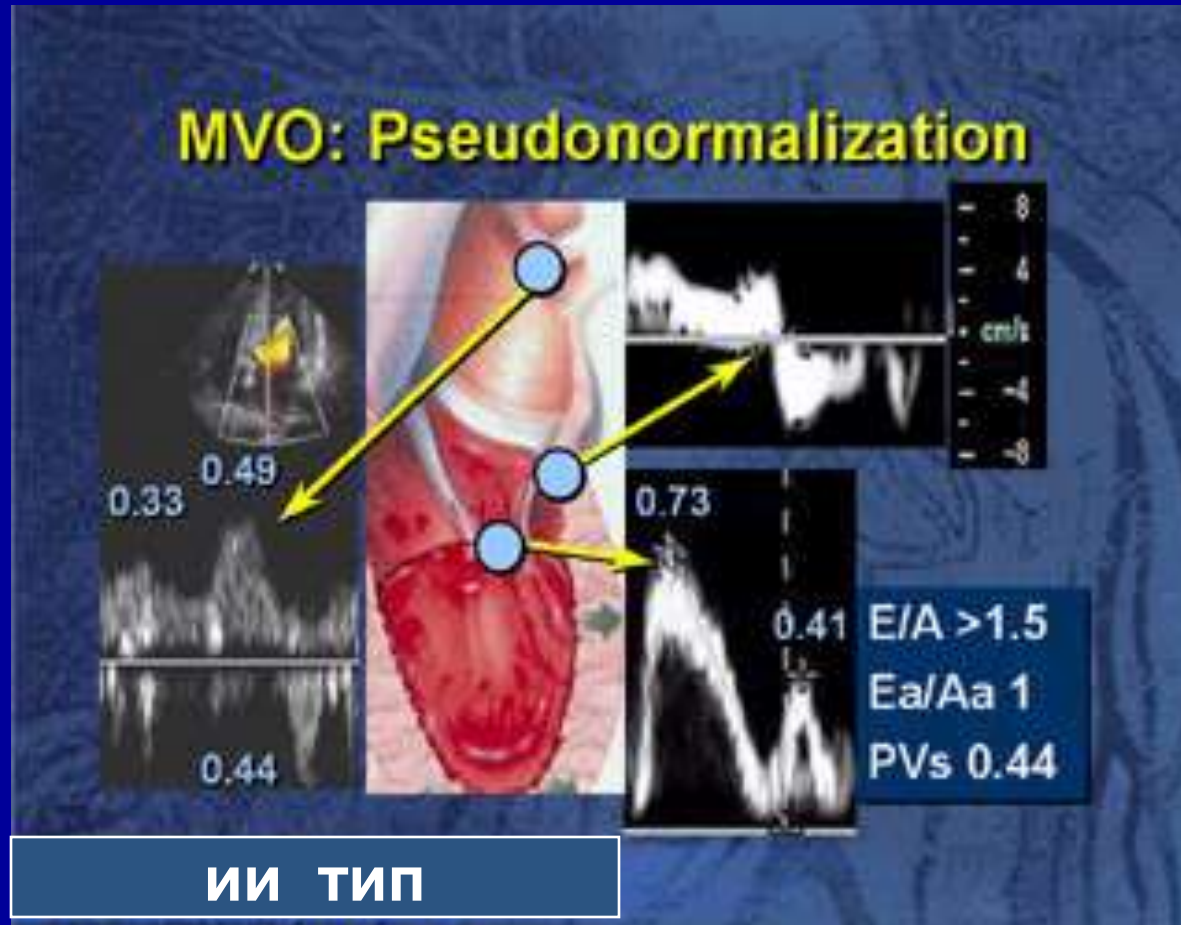 MVO: Pseudonormalization
0.49
0.33
0.44
8
4
cm/s
-4
-8
0.73
0.41
E/A >1.5
Ea/Aa 1
PVs 0.44
ИИ ТИП